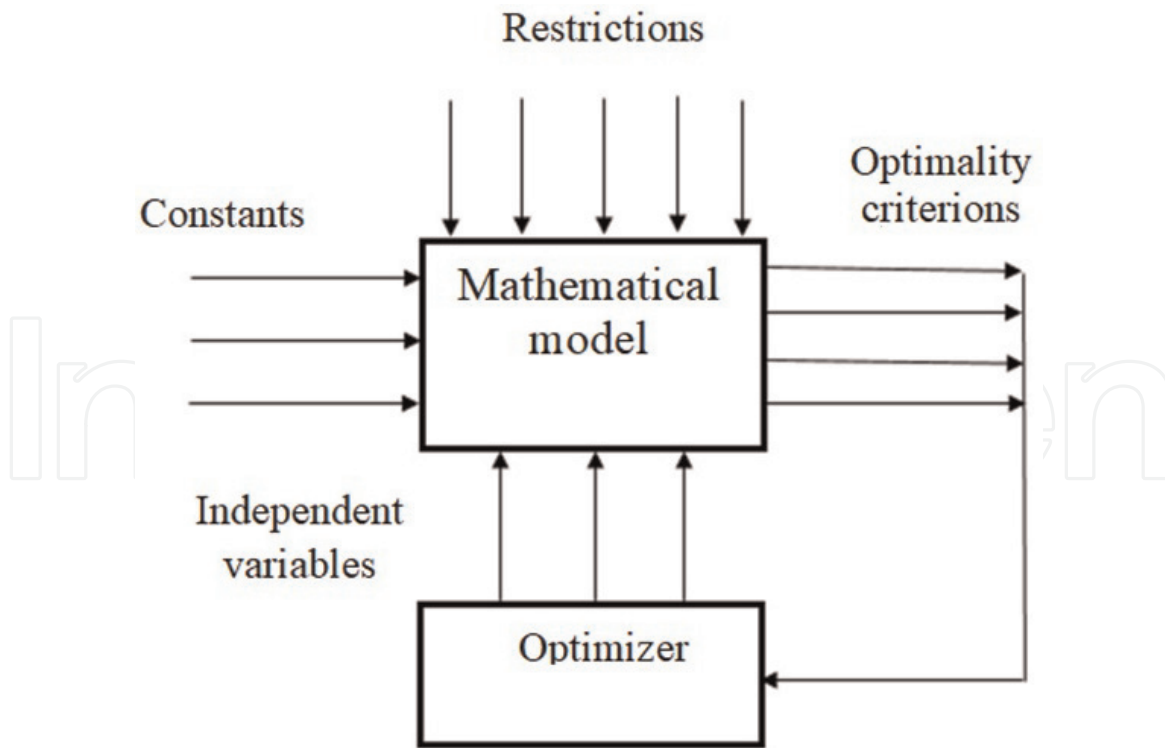 Restrictions
Optimality
criterions
Constants
Mathematical
model
Independent
variables
Optimizer